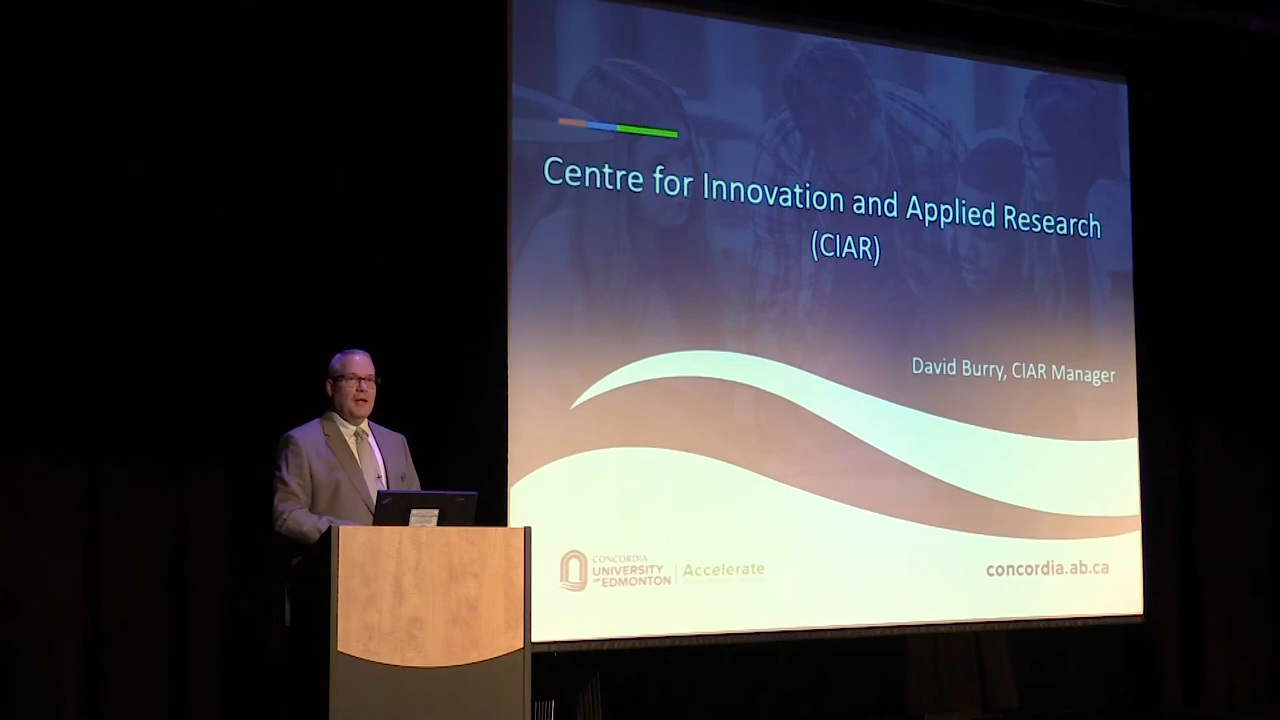 Centre for Innovation and Applied Research
(CIAR)
David Burry, CIAR Manager
CONCORDIA
UNIVERSITY
OF EDMONTON
Accelerate
concordia.ab.ca